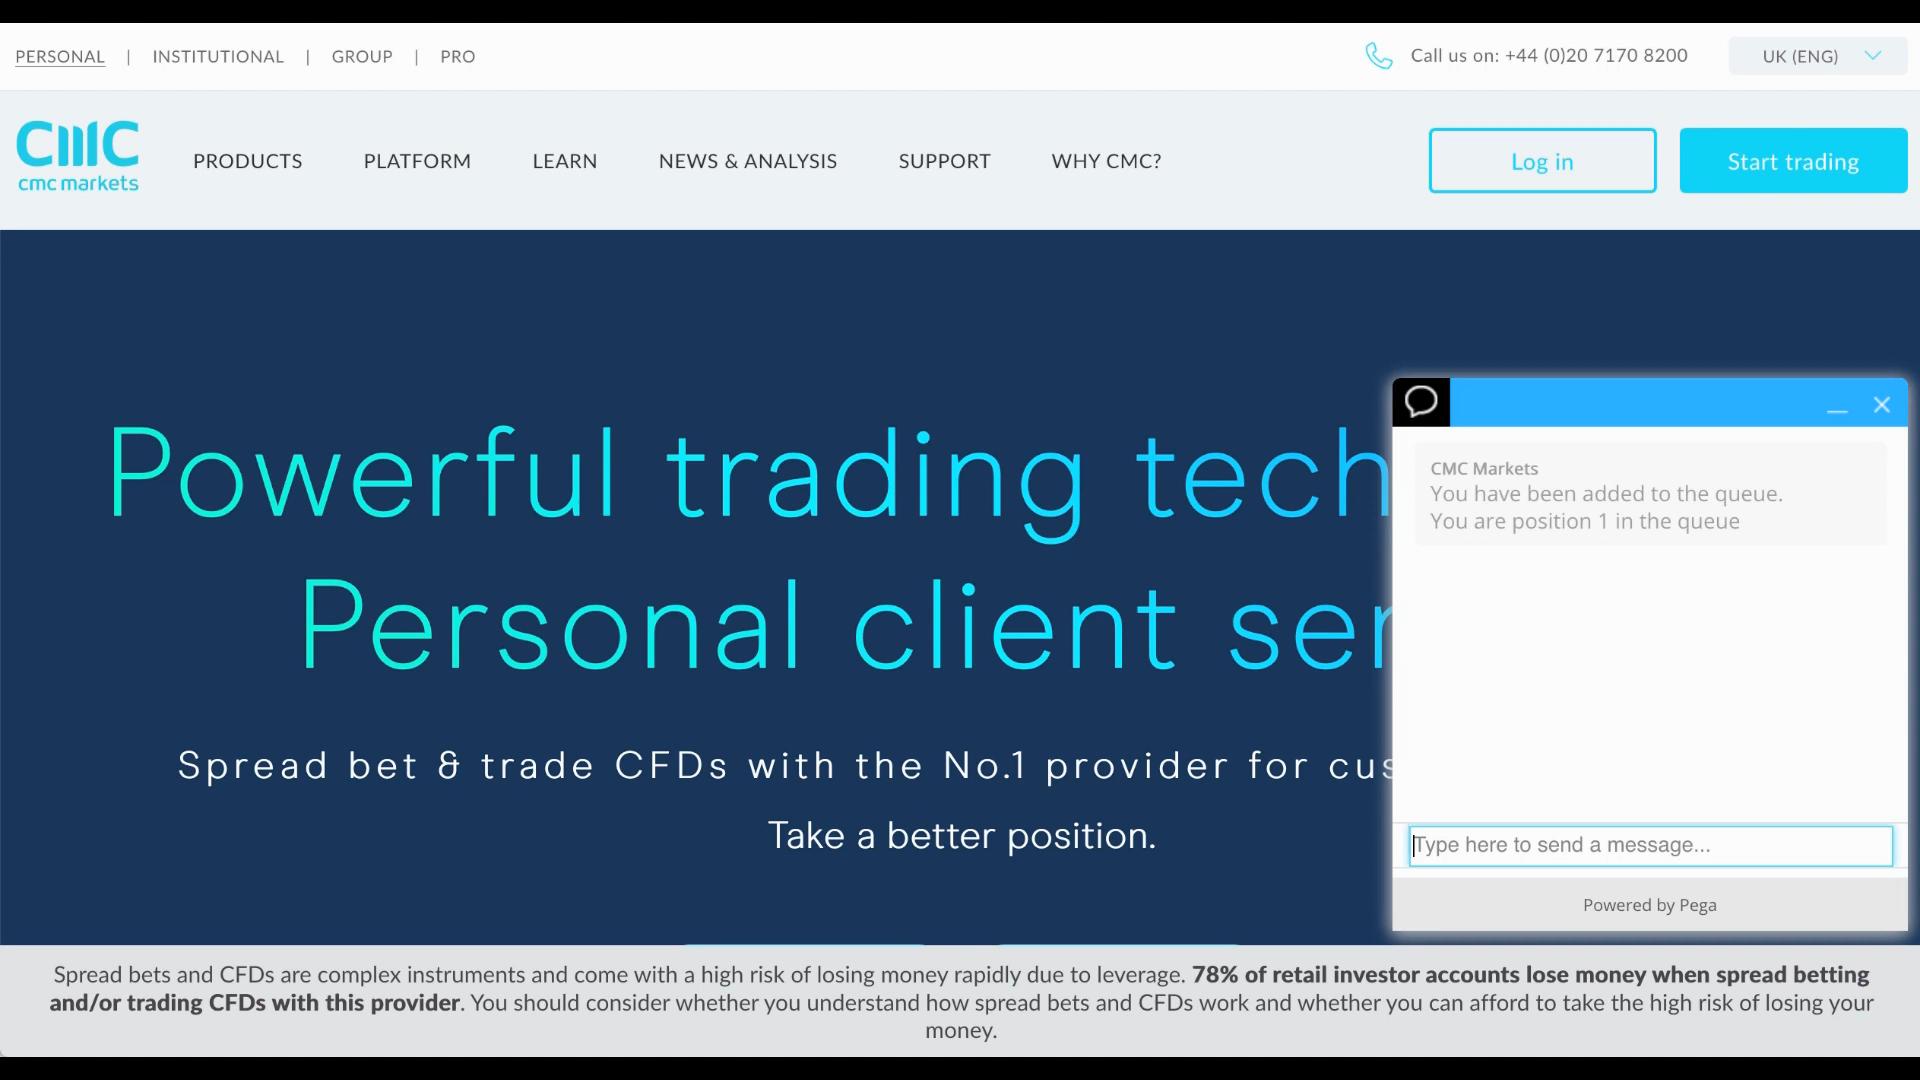 PERSONAL | INSTITUTIONAL | GROUP | PRO
Call us on: +44 (0)20 7170 8200
UK (ENG)
CMC
cmc markets
PRODUCTS
PLATFORM
LEARN
NEWS & ANALYSIS
SUPPORT
WHY CMC?
Log in
Start trading
Powerful trading tech
Personal client ser
Spread bet & trade CFDs with the No.1 provider for cus
Take a better position.
CMC Markets
You have been added to the queue.
You are position 1 in the queue
Type here to send a message...
Powered by Pega
Spread bets and CFDs are complex instruments and come with a high risk of losing money rapidly due to leverage. 78% of retail investor accounts lose money when spread betting
and/or trading CFDs with this provider. You should consider whether you understand how spread bets and CFDs work and whether you can afford to take the high risk of losing your
money.